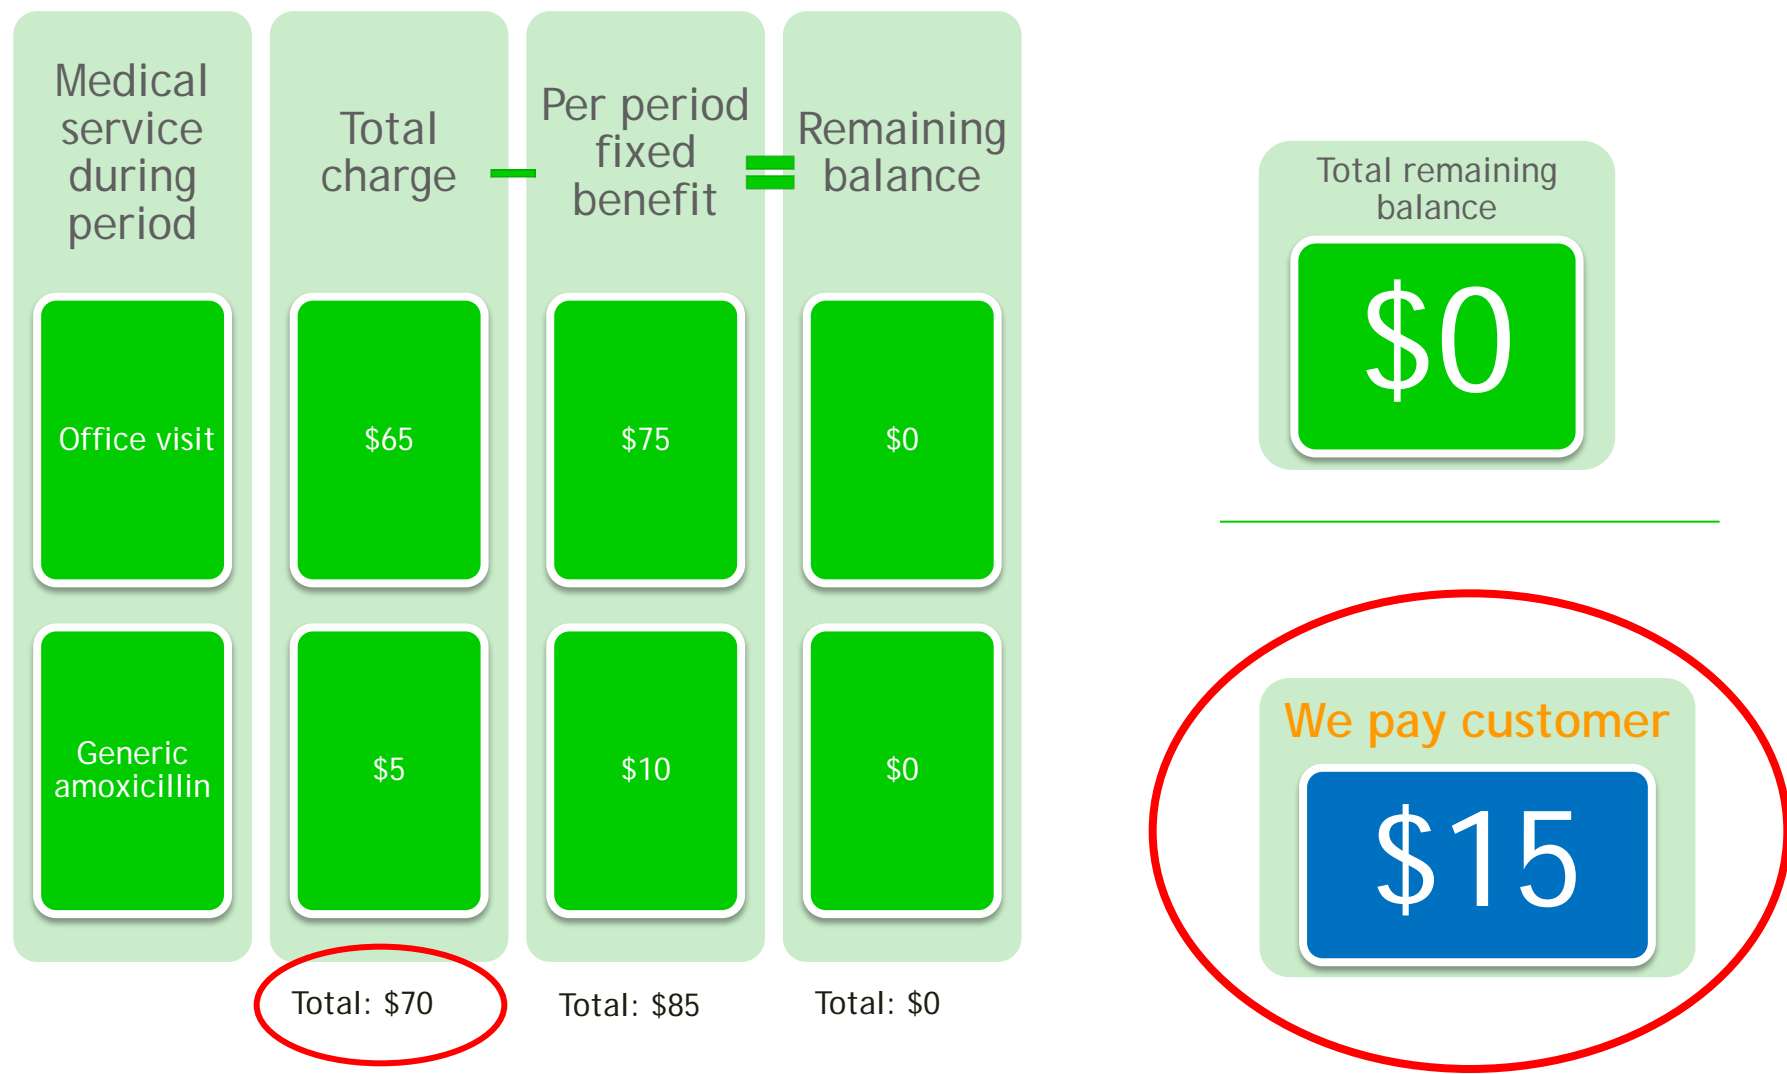 Medical
service
during
period
Total
charge
Per period
fixed
benefit
Remaining
balance
Office visit
$65
$75
$0
Generic
amoxicillin
$5
$10
$0
Total: $70
Total: $85
Total: $0
Total remaining
balance
$0
We pay customer
$15